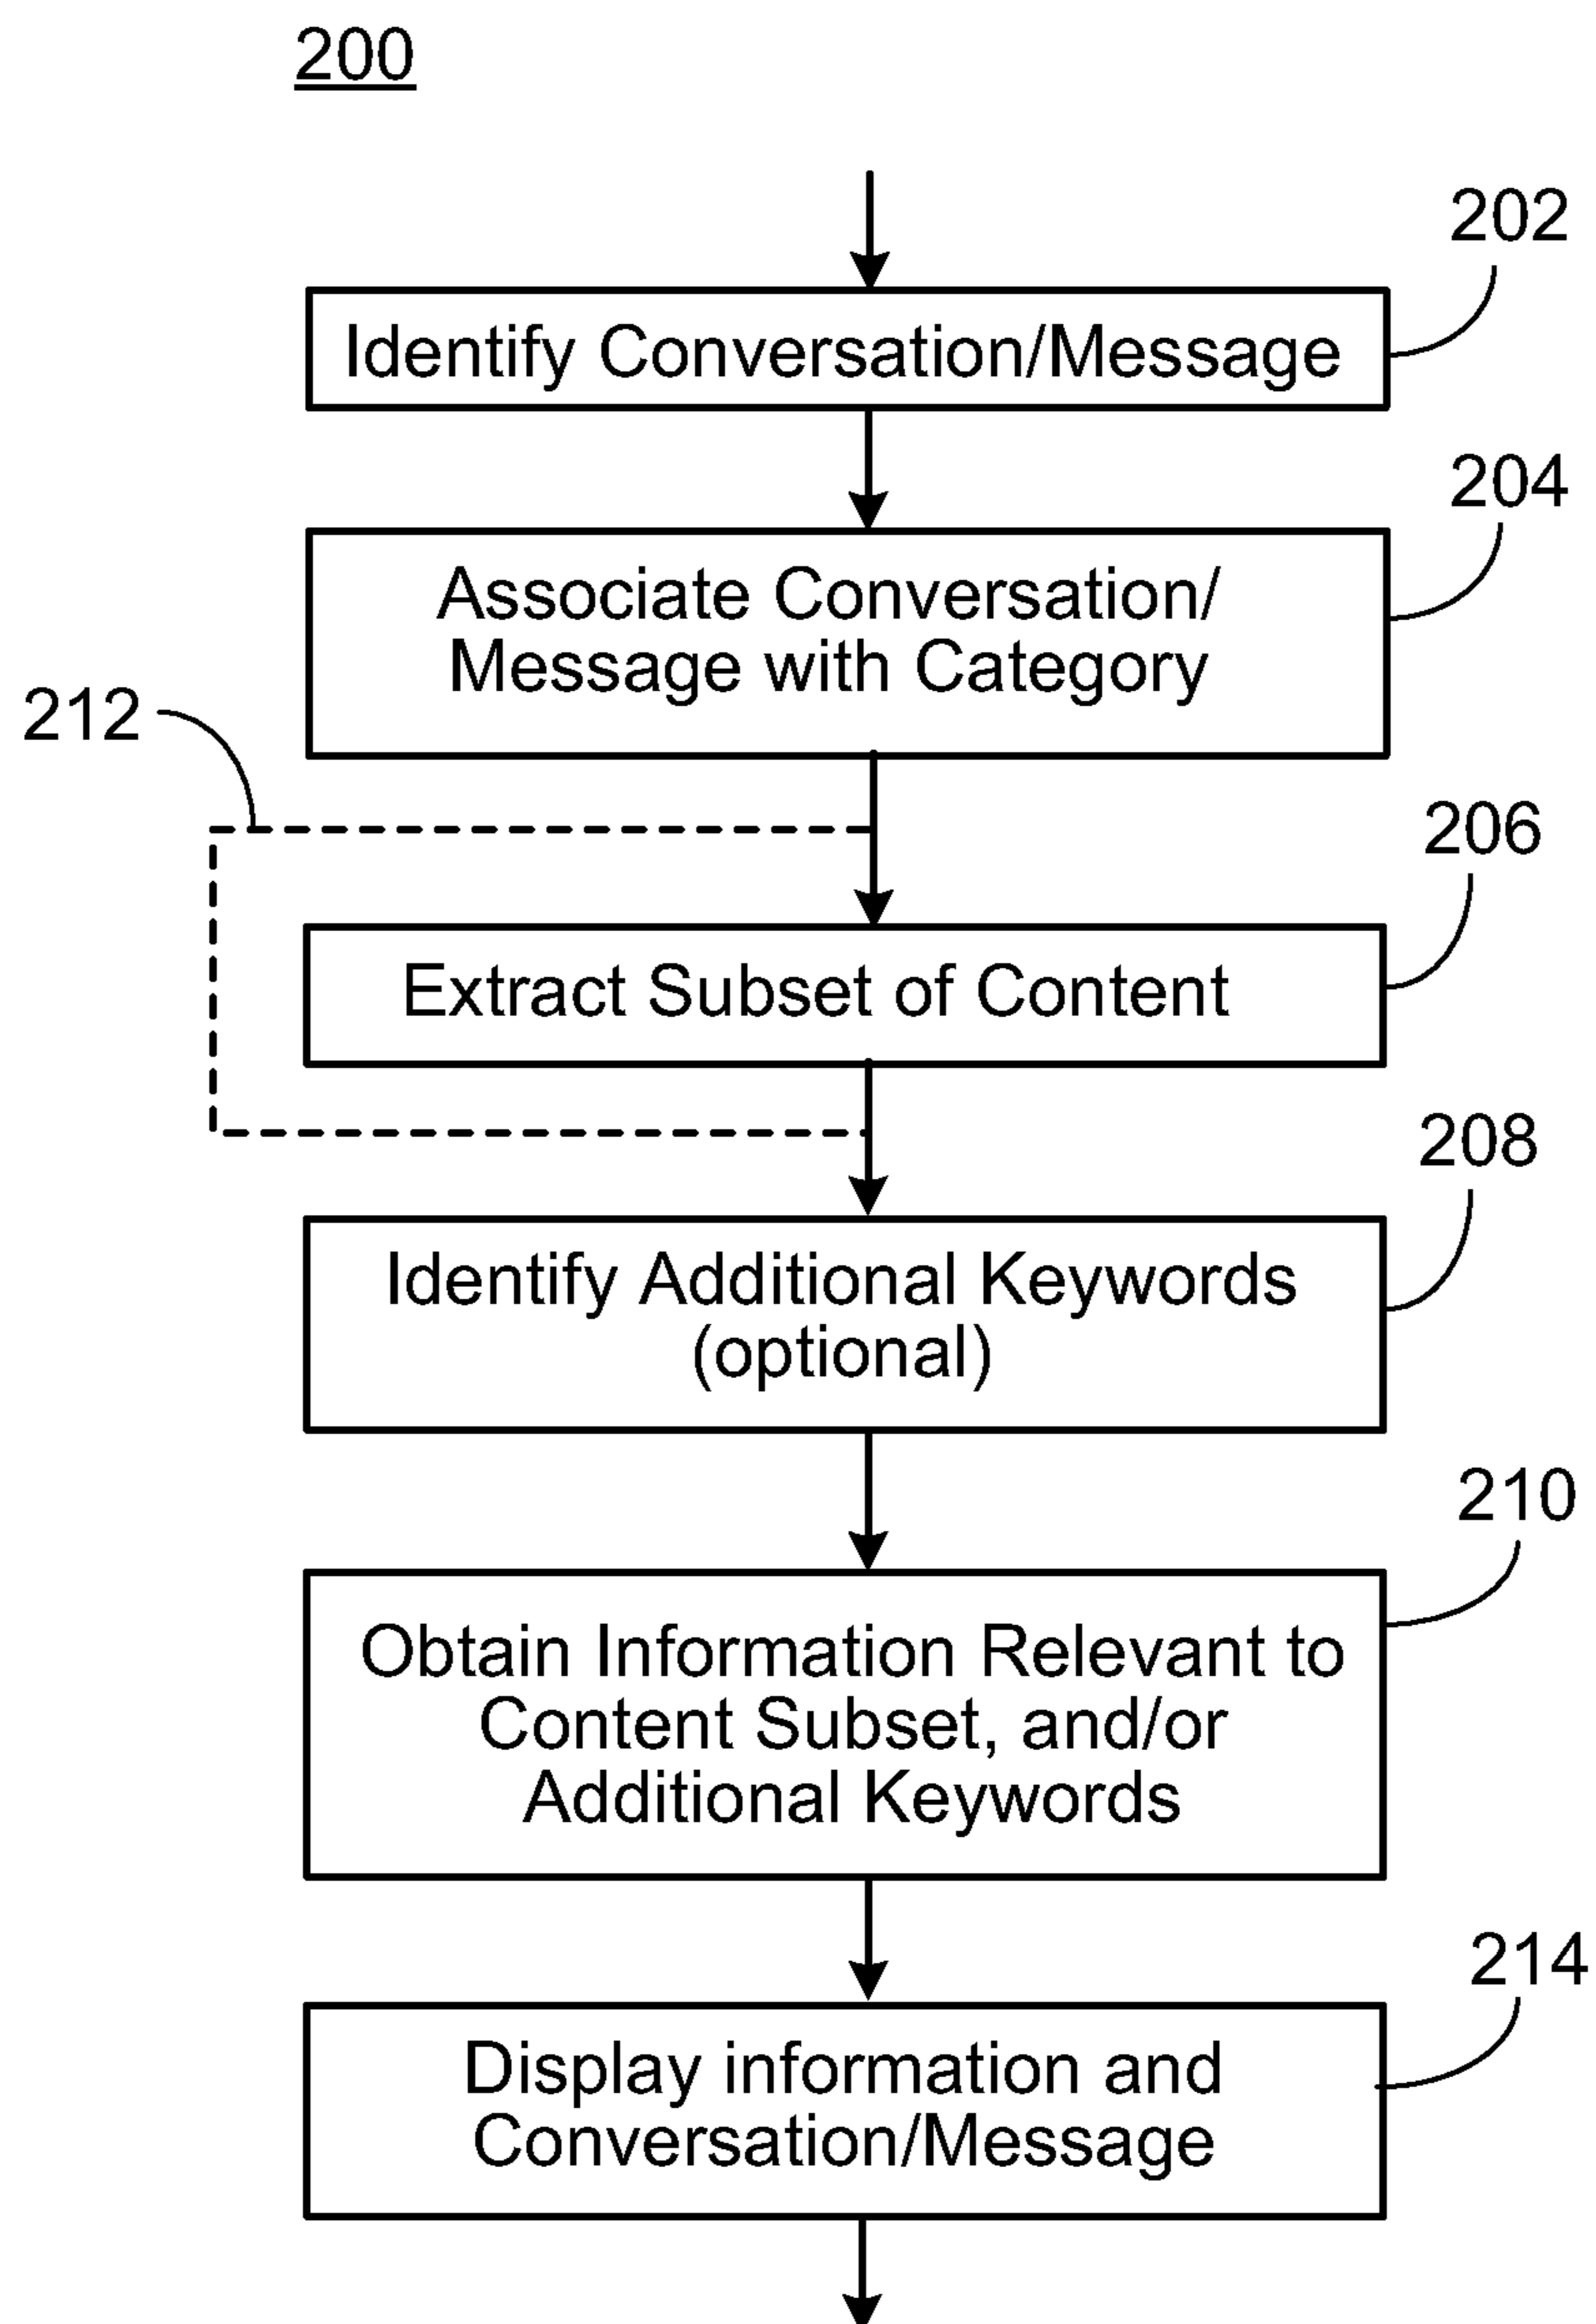 200
202
Identify Conversation/Message
204
Associate Conversation/
Message with Category
212
206
Extract Subset of Content
208
Identify Additional Keywords
(optional)
210
Obtain Information Relevant to
Content Subset, and/or
Additional Keywords
214
Display information and
Conversation/Message